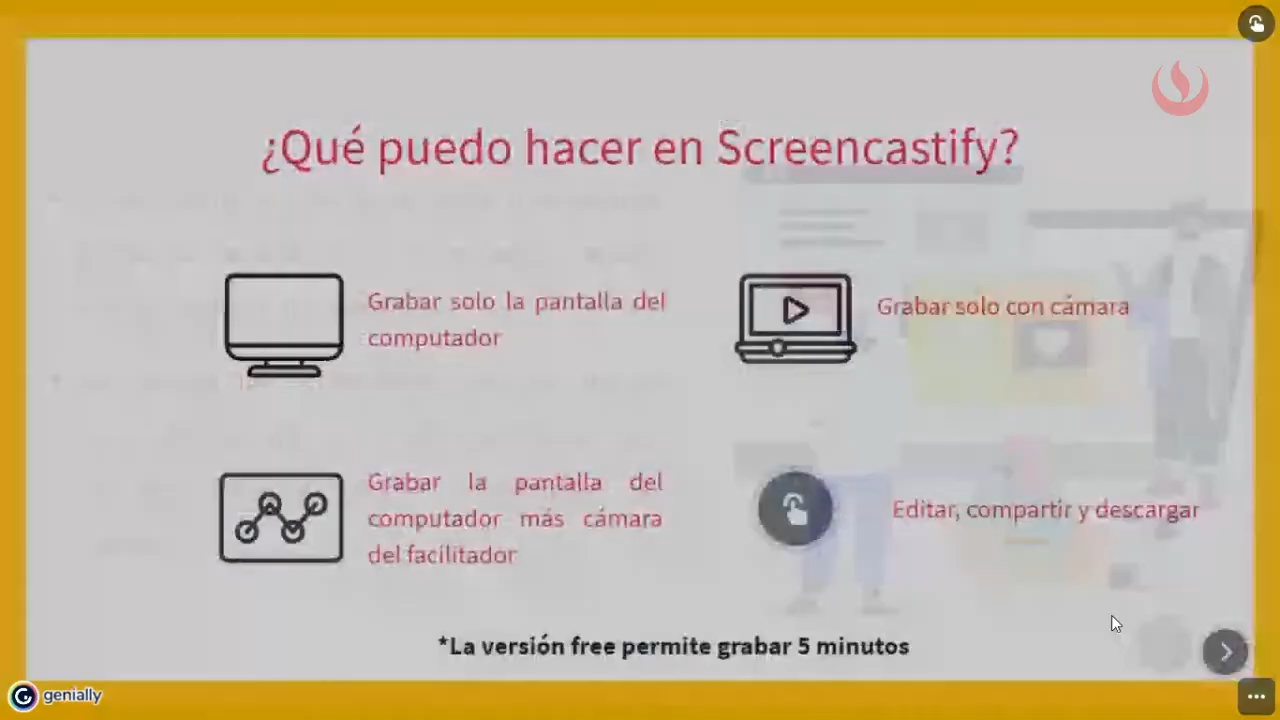 ¿Qué puedo hacer en Screencastify?
Grabar solo la pantalla del
computador
Grabar solo con cámara
Grabar la pantalla del
computador más cámara
del facilitador
Editar, compartir y descargar
*La versión free permite grabar 5 minutos
genially